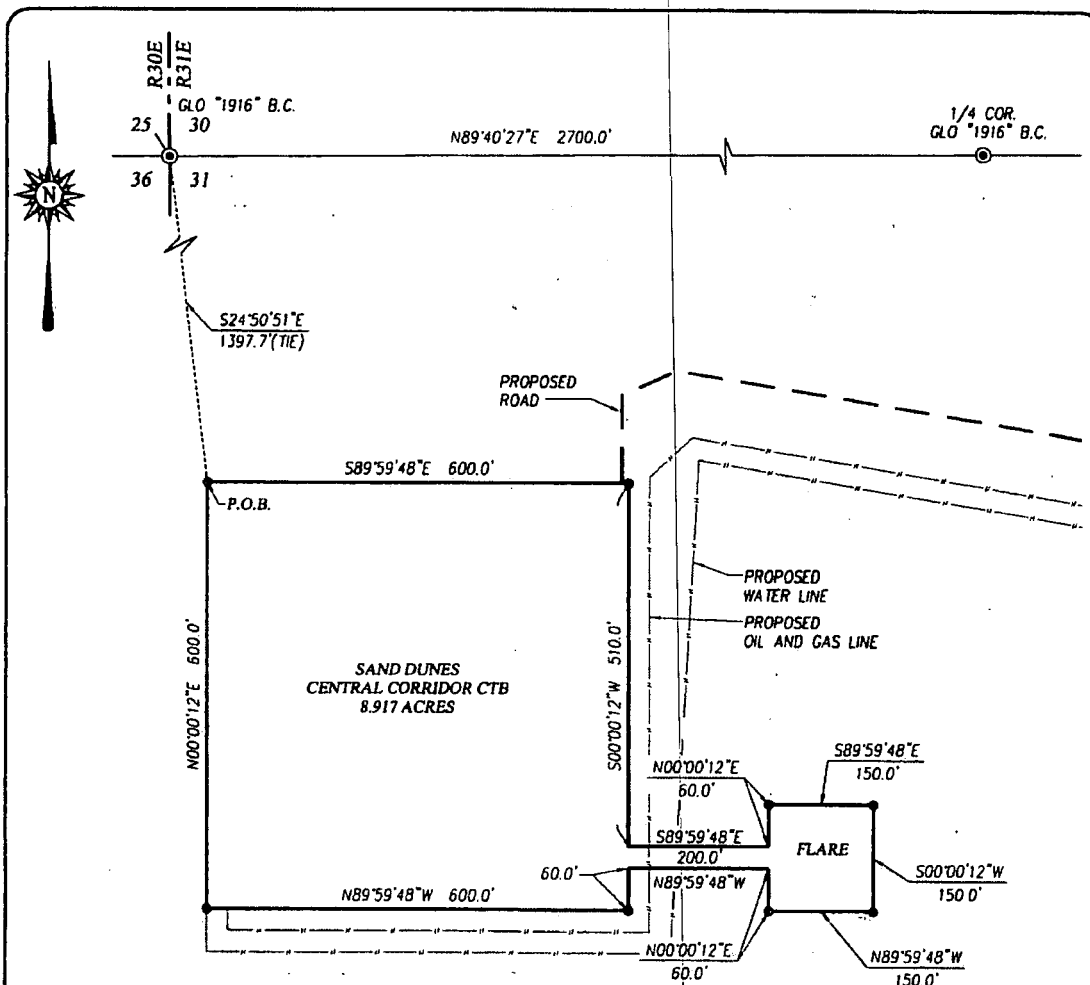 R30E
R31E
GLO "1916" B.C.
25 30
36 31
N89°40'27"E 2700.0'
1/4 COR.
GLO "1916" B.C.
N
S24°50'51"E
1397.7'(TIE)
PROPOSED
ROAD
S89°59'48"E 600.0'
P.O.B.
PROPOSED
WATER LINE
PROPOSED
OIL AND GAS LINE
N00°00'12"E 600.0'
SAND DUNES
CENTRAL CORRIDOR CTB
8.917 ACRES
S00°00'12"W 510.0'
N00°00'12"E
60.0'
S89°59'48"E
150.0'
S89°59'48"E
200.0'
N89°59'48"W
FLARE
S00°00'12"W
150.0'
60.0'
N89°59'48"W 600.0'
N00°00'12"E
60.0'
N89°59'48"W
150.0'